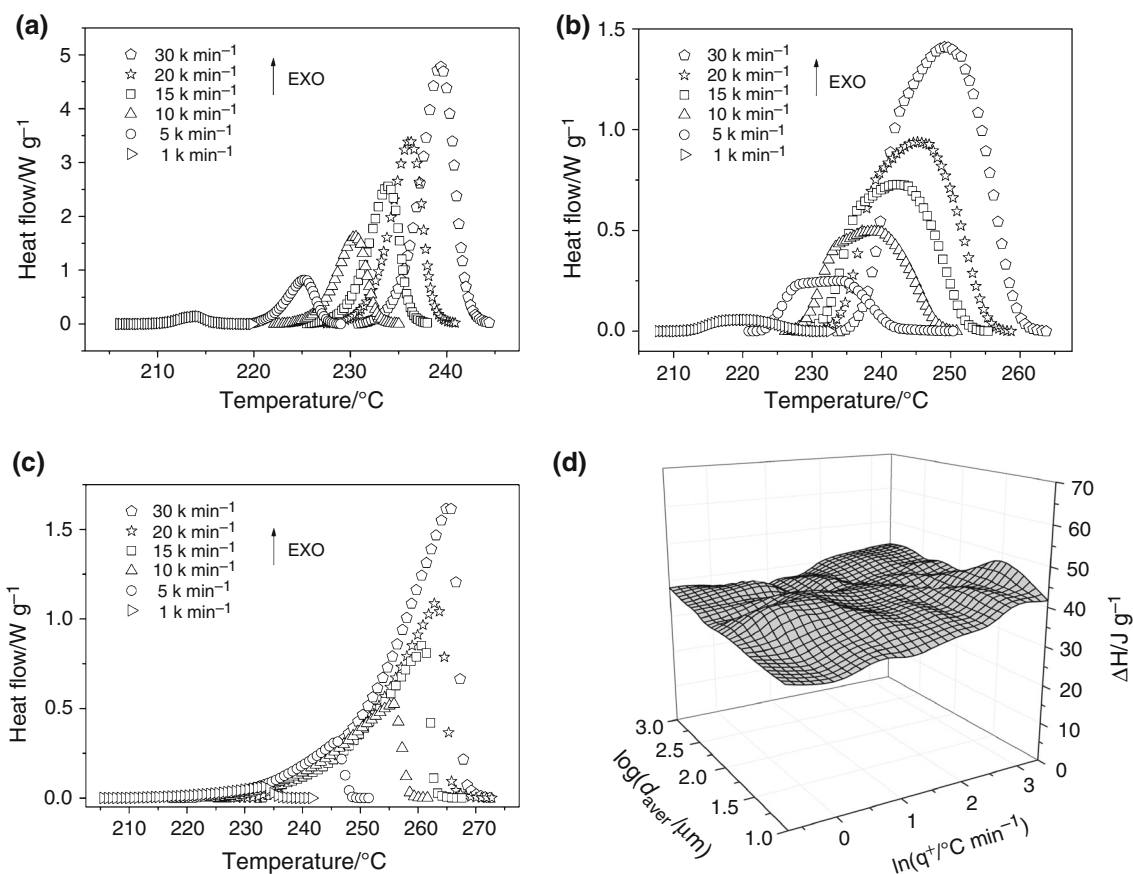 (a)
5
4
3
2
1
0
30 k min⁻¹
20 k min⁻¹
15 k min⁻¹
10 k min⁻¹
5 k min⁻¹
1 k min⁻¹
EXO
Heat flow/W g⁻¹
210 220 230 240
Temperature/°C
(b)
1.5
1.0
0.5
0.0
30 k min⁻¹
20 k min⁻¹
15 k min⁻¹
10 k min⁻¹
5 k min⁻¹
1 k min⁻¹
EXO
Heat flow/W g⁻¹
210 220 230 240 250 260
Temperature/°C
(c)
1.5
1.0
0.5
0.0
30 k min⁻¹
20 k min⁻¹
15 k min⁻¹
10 k min⁻¹
5 k min⁻¹
1 k min⁻¹
EXO
Heat flow/W g⁻¹
210 220 230 240 250 260 270
Temperature/°C
(d)
70
60
50
40
30
20
10
0
ΔH/J g⁻¹
3.0
2.5
2.0
1.5
1.0
log(d_aver/μm)
0 1 2 3
ln(q⁺/°C min⁻¹)